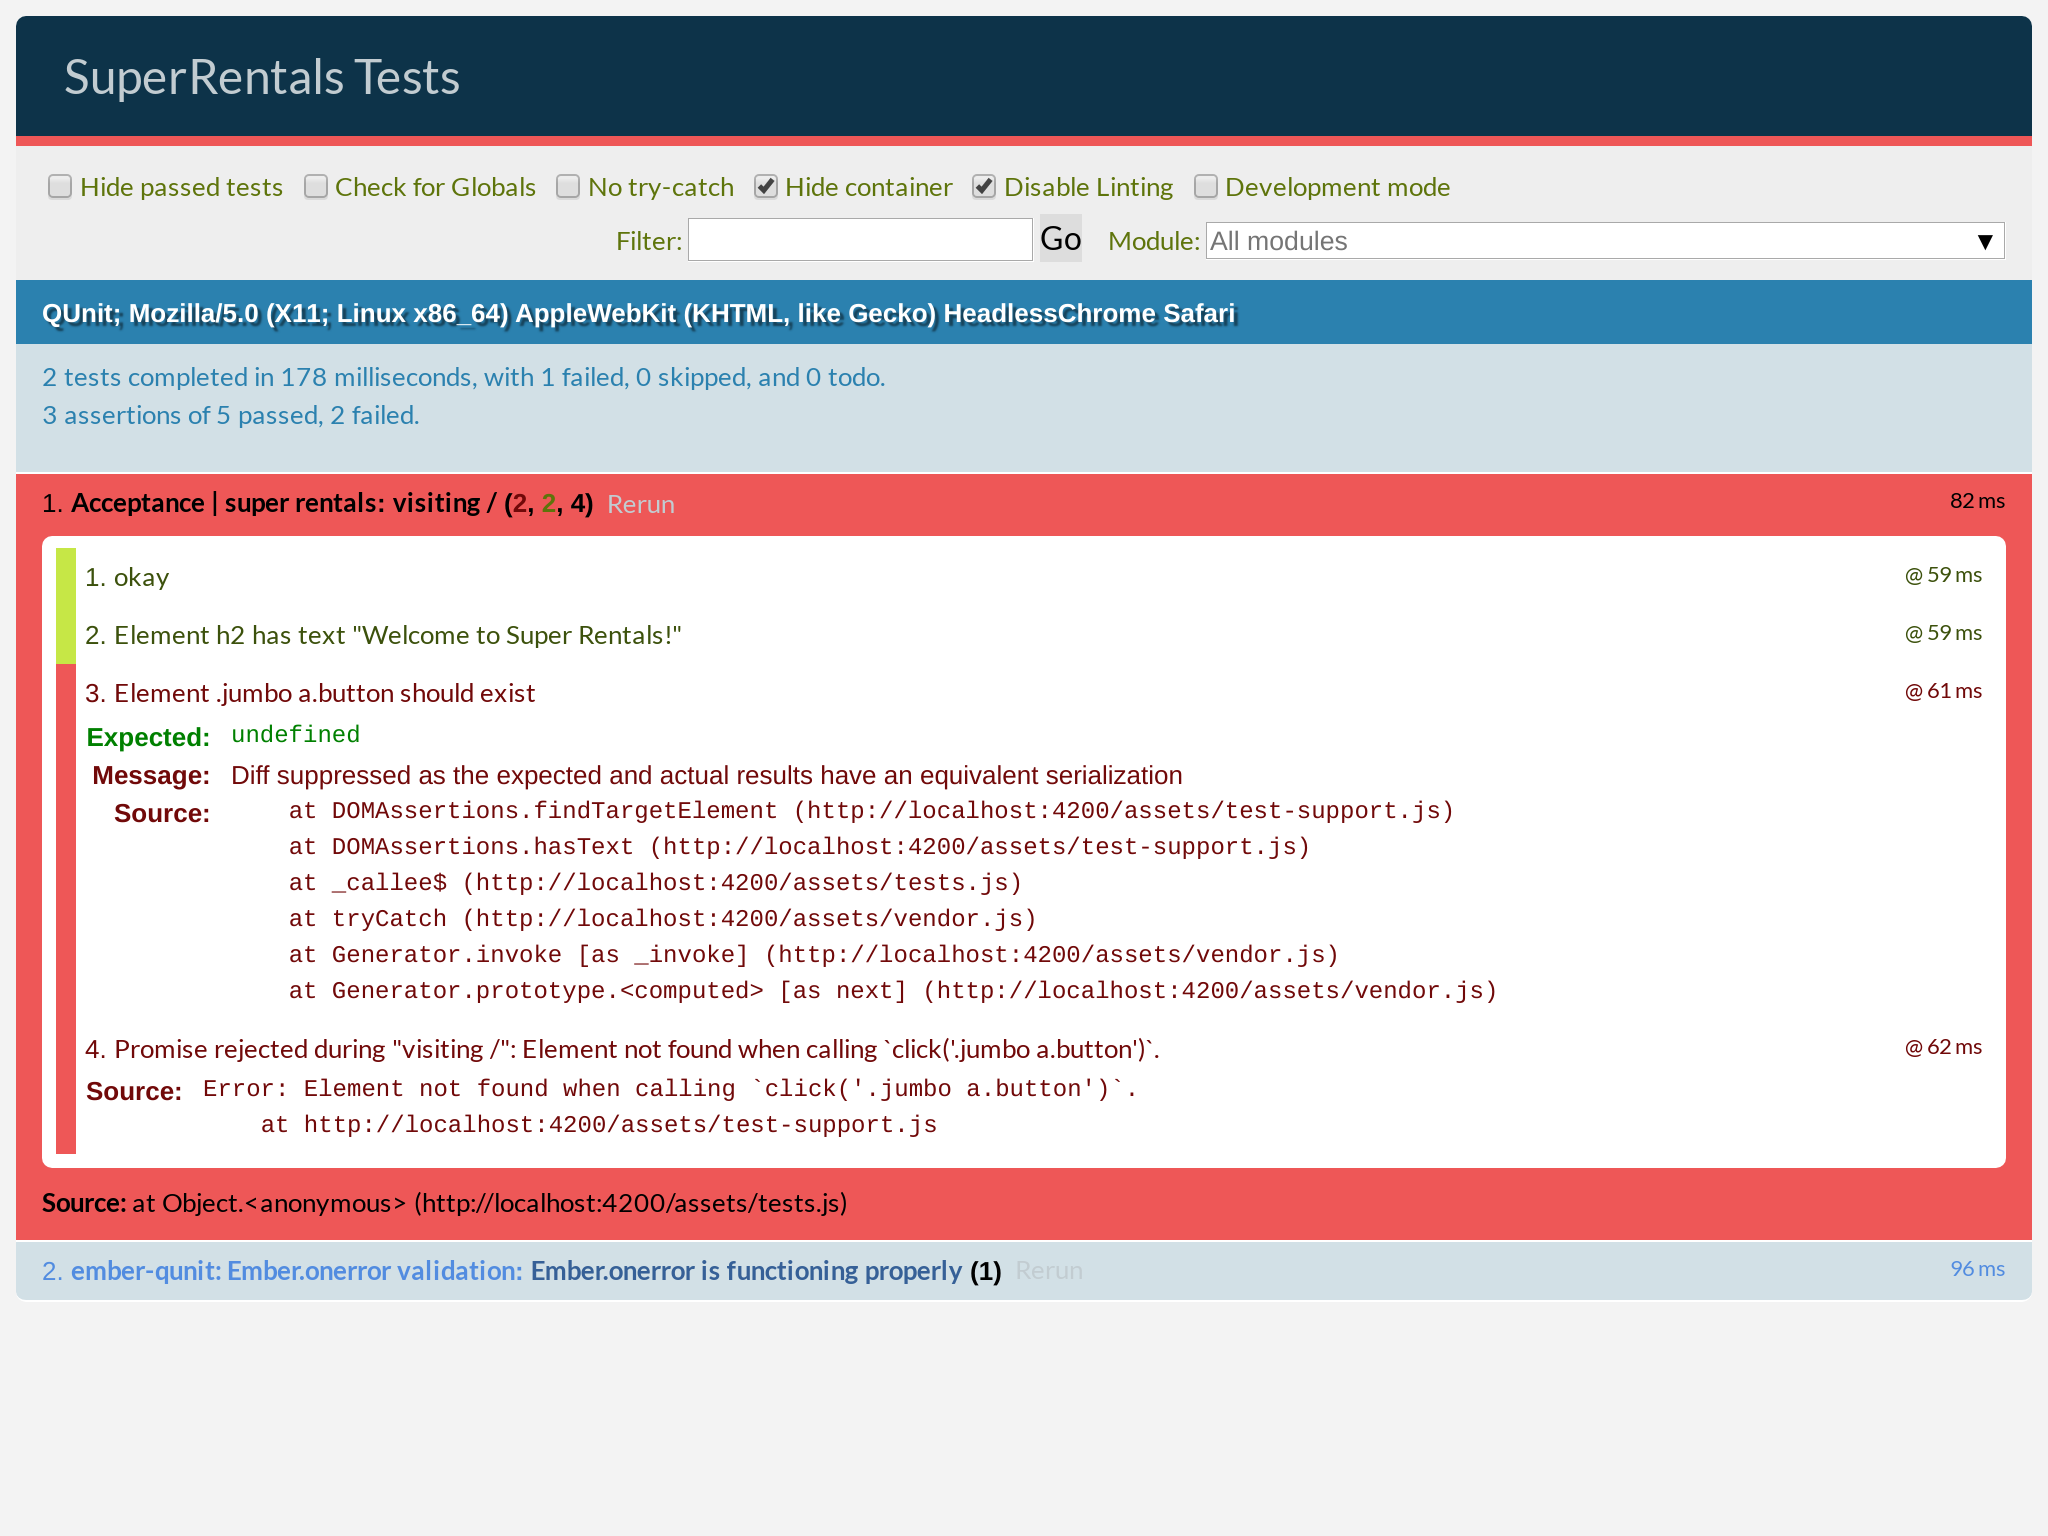 SuperRentals Tests
Hide passed tests Check for Globals No try-catch Hide container Disable Linting Development mode
Filter: Go Module: All modules ▼
QUnit; Mozilla/5.0 (X11; Linux x86_64) AppleWebKit (KHTML, like Gecko) HeadlessChrome Safari
2 tests completed in 178 milliseconds, with 1 failed, 0 skipped, and 0 todo.
3 assertions of 5 passed, 2 failed.
1. Acceptance | super rentals: visiting / (2, 2, 4) Rerun 82 ms
1. okay @ 59 ms
2. Element h2 has text "Welcome to Super Rentals!" @ 59 ms
3. Element .jumbo a.button should exist @ 61 ms
Expected: undefined
Message: Diff suppressed as the expected and actual results have an equivalent serialization
Source: at DOMAssertions.findTargetElement (http://localhost:4200/assets/test-support.js)
at DOMAssertions.hasText (http://localhost:4200/assets/test-support.js)
at _callee$ (http://localhost:4200/assets/tests.js)
at tryCatch (http://localhost:4200/assets/vendor.js)
at Generator.invoke [as _invoke] (http://localhost:4200/assets/vendor.js)
at Generator.prototype.<computed> [as next] (http://localhost:4200/assets/vendor.js)
4. Promise rejected during "visiting /": Element not found when calling `click('.jumbo a.button')`. @ 62 ms
Source: Error: Element not found when calling `click('.jumbo a.button')`.
at http://localhost:4200/assets/test-support.js
Source: at Object.<anonymous> (http://localhost:4200/assets/tests.js)
2. ember-qunit: Ember.onerror validation: Ember.onerror is functioning properly (1) Rerun 96 ms